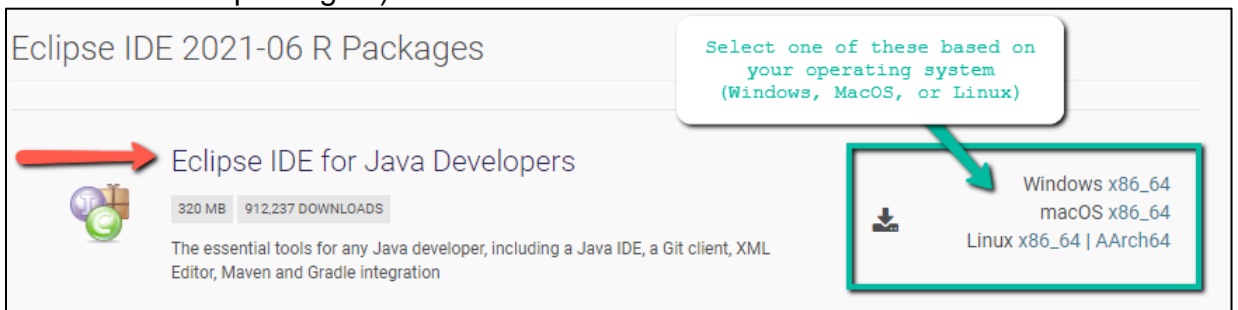 Eclipse IDE 2021-06 R Packages
Select one of these based on
your operating system
(Windows, MacOS, or Linux)
Eclipse IDE for Java Developers
320 MB 912,237 DOWNLOADS
The essential tools for any Java developer, including a Java IDE, a Git client, XML
Editor, Maven and Gradle integration
Windows x86_64
macOS x86_64
Linux x86_64 | AArch64